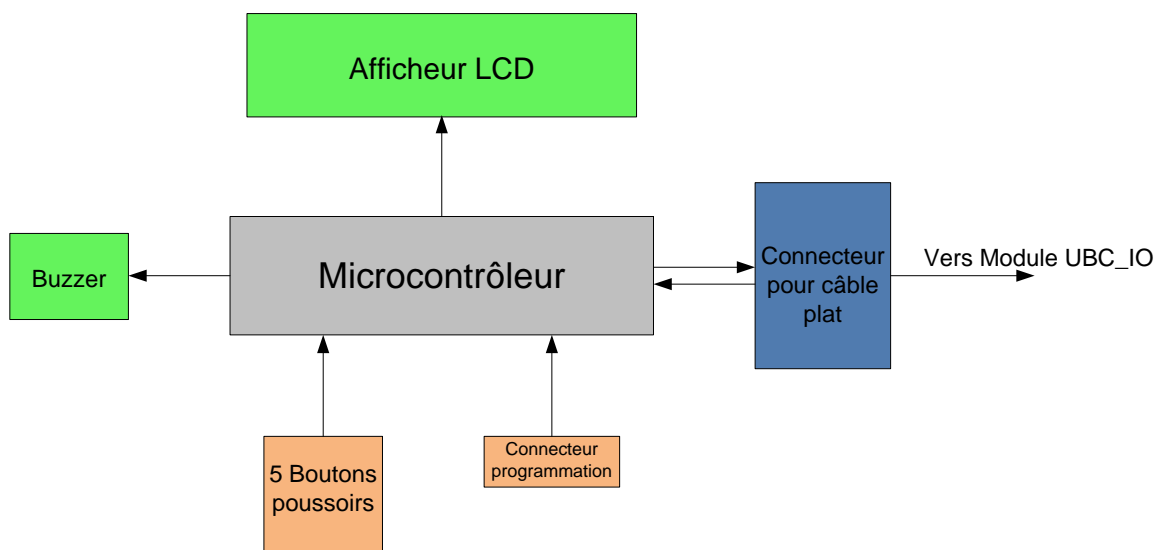 Afficheur LCD
Buzzer
Microcontrôleur
Connecteur
pour câble
plat
Vers Module UBC_IO
5 Boutons
poussoirs
Connecteur
programmation